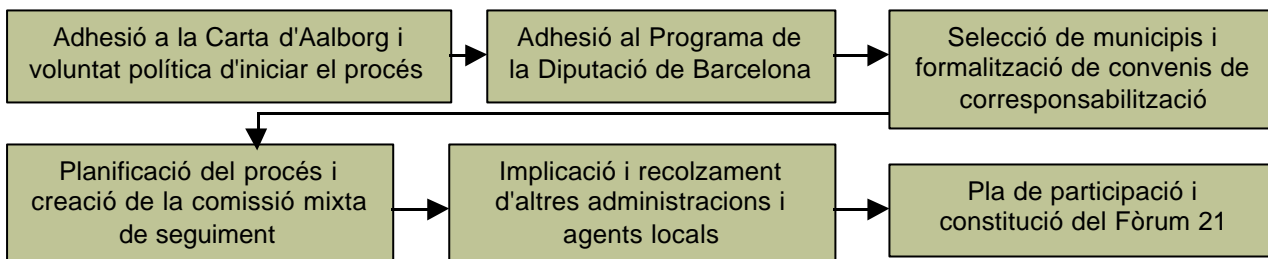 Adhesió a la Carta d'Aalborg i
voluntat política d'iniciar el procés
Adhesió al Programa de
la Diputació de Barcelona
Selecció de municipis i
formalització de convenis de
corresponsabilització
Planificació del procés i
creació de la comissió mixta
de seguiment
Implicació i recolzament
d'altres administracions i
agents locals
Pla de participació i
constitució del Fòrum 21